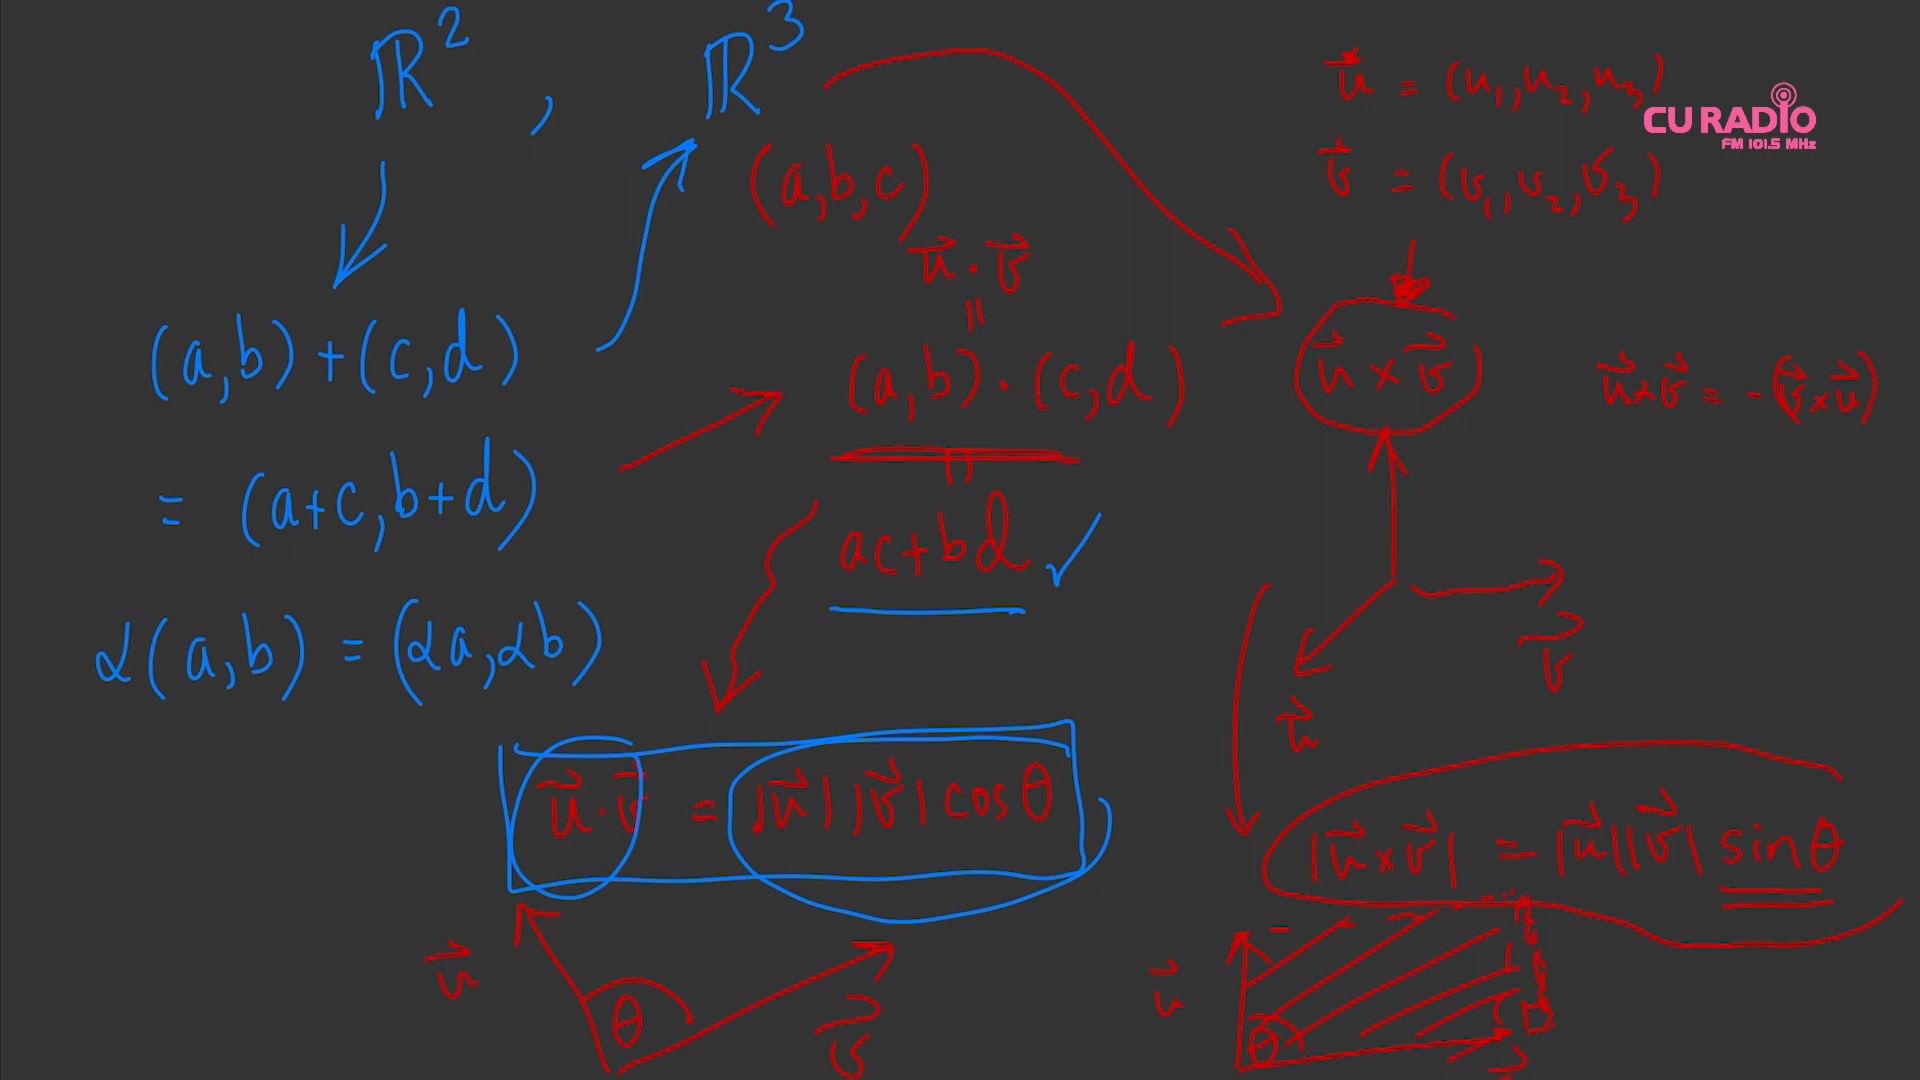 ℝ² , ℝ³
(a,b)+(c,d)
= (a+c,b+d)
α(a,b) = (αa,αb)
(a,b,c)
u⃗ · v⃗
=
(a,b) · (c,d)
=
ac+bd ✓
u⃗ · v⃗ = |u⃗| |v⃗| cos θ
u⃗
θ
v⃗
u⃗ = (u₁,u₂,u₃)
v⃗ = (v₁,v₂,v₃)
CU RADIO
FM 101.5 MHz
u⃗ × v⃗
u⃗ × v⃗ = - (v⃗ × u⃗)
v⃗
u⃗
|u⃗ × v⃗| = |u⃗| |v⃗| sin θ
u⃗
θ